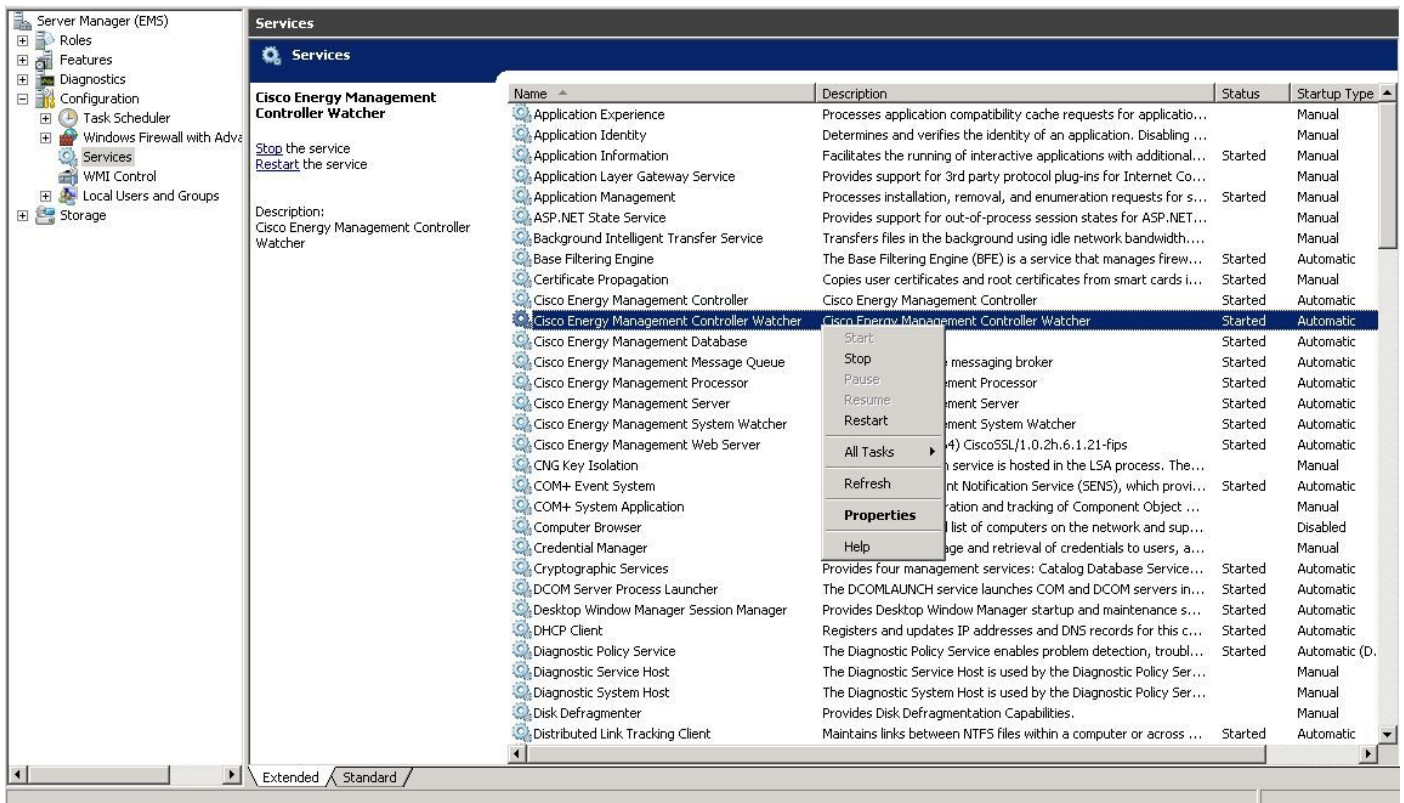 Server Manager (EMS)
Roles
Features
Diagnostics
Configuration
Task Scheduler
Windows Firewall with Adva
Services
WMI Control
Local Users and Groups
Storage
Services
Services
Cisco Energy Management
Controller Watcher
Stop the service
Restart the service
Description:
Cisco Energy Management Controller
Watcher
Name Description Status Startup Type
Application Experience Processes application compatibility cache requests for applicatio... Manual
Application Identity Determines and verifies the identity of an application. Disabling ... Manual
Application Information Facilitates the running of interactive applications with additional... Started Manual
Application Layer Gateway Service Provides support for 3rd party protocol plug-ins for Internet Co... Manual
Application Management Processes installation, removal, and enumeration requests for s... Started Manual
ASP.NET State Service Provides support for out-of-process session states for ASP.NET... Manual
Background Intelligent Transfer Service Transfers files in the background using idle network bandwidth.... Manual
Base Filtering Engine The Base Filtering Engine (BFE) is a service that manages firew... Started Automatic
Certificate Propagation Copies user certificates and root certificates from smart cards i... Started Manual
Cisco Energy Management Controller Cisco Energy Management Controller Started Automatic
Cisco Energy Management Controller Watcher Cisco Energy Management Controller Watcher Started Automatic
Cisco Energy Management Database Started Automatic
Cisco Energy Management Message Queue messaging broker Started Automatic
Cisco Energy Management Processor ement Processor Started Automatic
Cisco Energy Management Server ement Server Started Automatic
Cisco Energy Management System Watcher ement System Watcher Started Automatic
Cisco Energy Management Web Server 4) CiscoSSL/1.0.2h.6.1.21-fips Started Automatic
CNG Key Isolation service is hosted in the LSA process. The... Manual
COM+ Event System nt Notification Service (SENS), which provi... Started Automatic
COM+ System Application ration and tracking of Component Object ... Manual
Computer Browser list of computers on the network and sup... Disabled
Credential Manager age and retrieval of credentials to users, a... Manual
Cryptographic Services Provides four management services: Catalog Database Service... Started Automatic
DCOM Server Process Launcher The DCOMLAUNCH service launches COM and DCOM servers in... Started Automatic
Desktop Window Manager Session Manager Provides Desktop Window Manager startup and maintenance s... Started Automatic
DHCP Client Registers and updates IP addresses and DNS records for this c... Started Automatic
Diagnostic Policy Service The Diagnostic Policy Service enables problem detection, troubl... Started Automatic (D.
Diagnostic Service Host The Diagnostic Service Host is used by the Diagnostic Policy Ser... Manual
Diagnostic System Host The Diagnostic System Host is used by the Diagnostic Policy Ser... Manual
Disk Defragmenter Provides Disk Defragmentation Capabilities. Manual
Distributed Link Tracking Client Maintains links between NTFS files within a computer or across ... Started Automatic
Start
Stop
Pause
Resume
Restart
All Tasks
Refresh
Properties
Help
Extended Standard